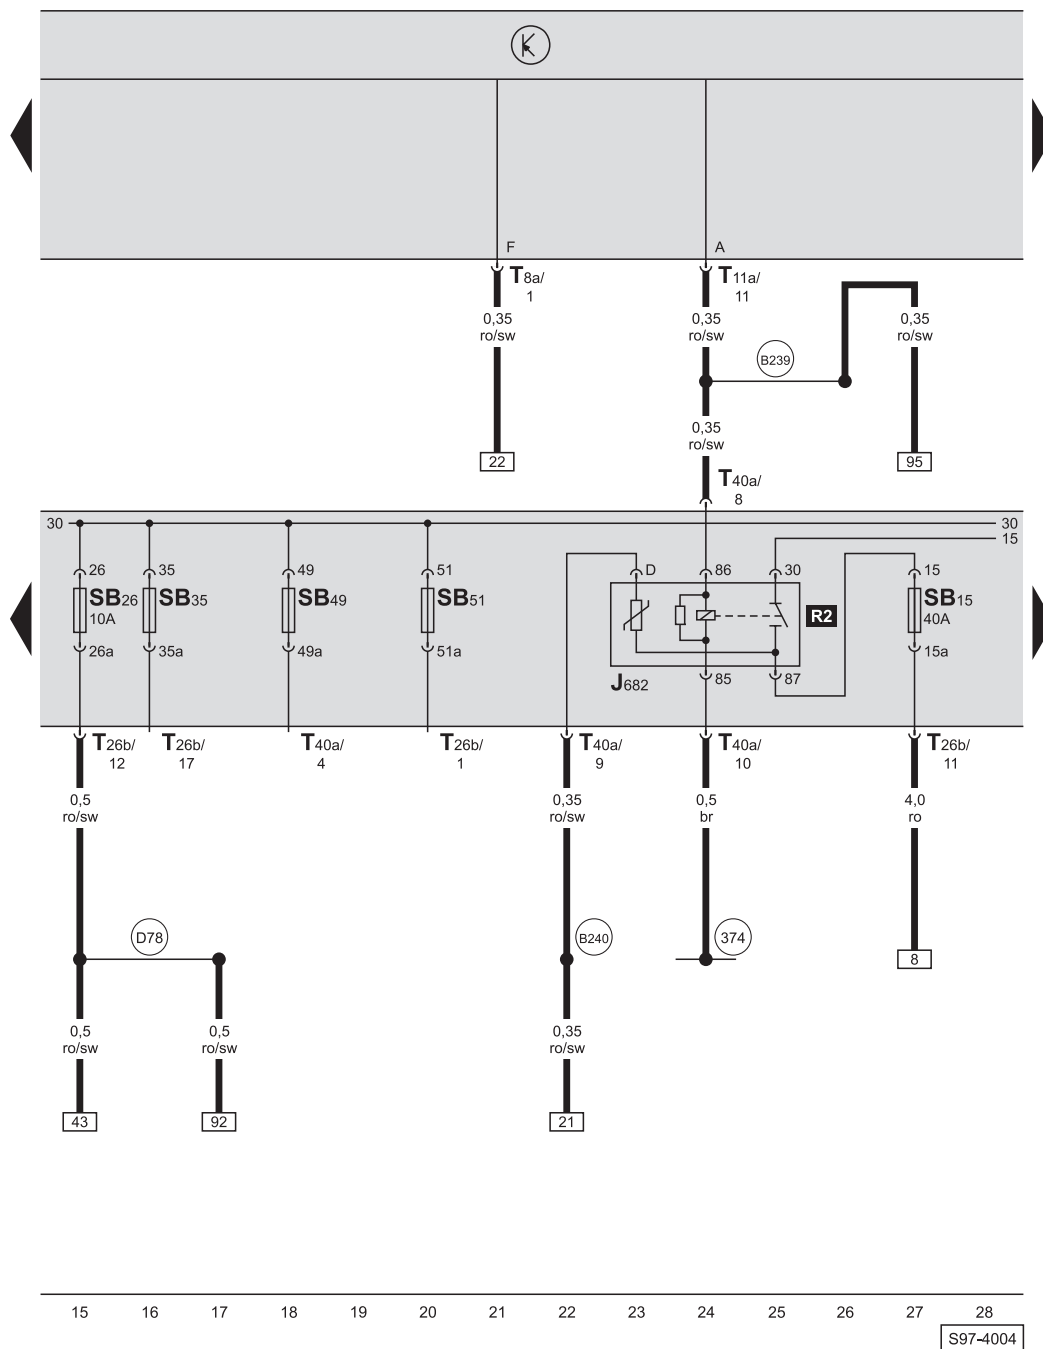 F A
T8a/ T11a/
1 11
0,35 0,35 0,35
ro/sw ro/sw ro/sw
B239
0,35
ro/sw
22 95
T40a/
8
30 30
15
26 35 49 51 D 86 30 15
SB26 SB35 SB49 SB51 R2 SB15
10A 40A
26a 35a 49a 51a 15a
J682 85 87
T26b/ T26b/ T40a/ T26b/ T40a/ T40a/ T26b/
12 17 4 1 9 10 11
0,5 0,35 0,5 4,0
ro/sw ro/sw br ro
D78 B240 374
8
0,5 0,5 0,35
ro/sw ro/sw ro/sw
43 92 21
15 16 17 18 19 20 21 22 23 24 25 26 27 28
S97-4004